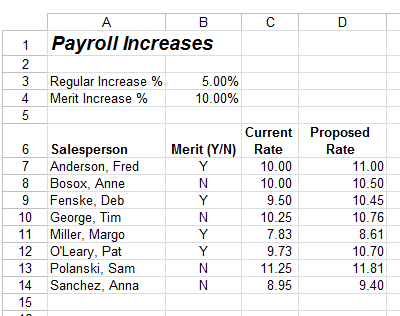 A B C D
1 Payroll Increases
2
3 Regular Increase % 5.00%
4 Merit Increase % 10.00%
5
Current Proposed
6 Salesperson Merit (Y/N) Rate Rate
7 Anderson, Fred Y 10.00 11.00
8 Bosox, Anne N 10.00 10.50
9 Fenske, Deb Y 9.50 10.45
10 George, Tim N 10.25 10.76
11 Miller, Margo Y 7.83 8.61
12 O'Leary, Pat Y 9.73 10.70
13 Polanski, Sam N 11.25 11.81
14 Sanchez, Anna N 8.95 9.40
15